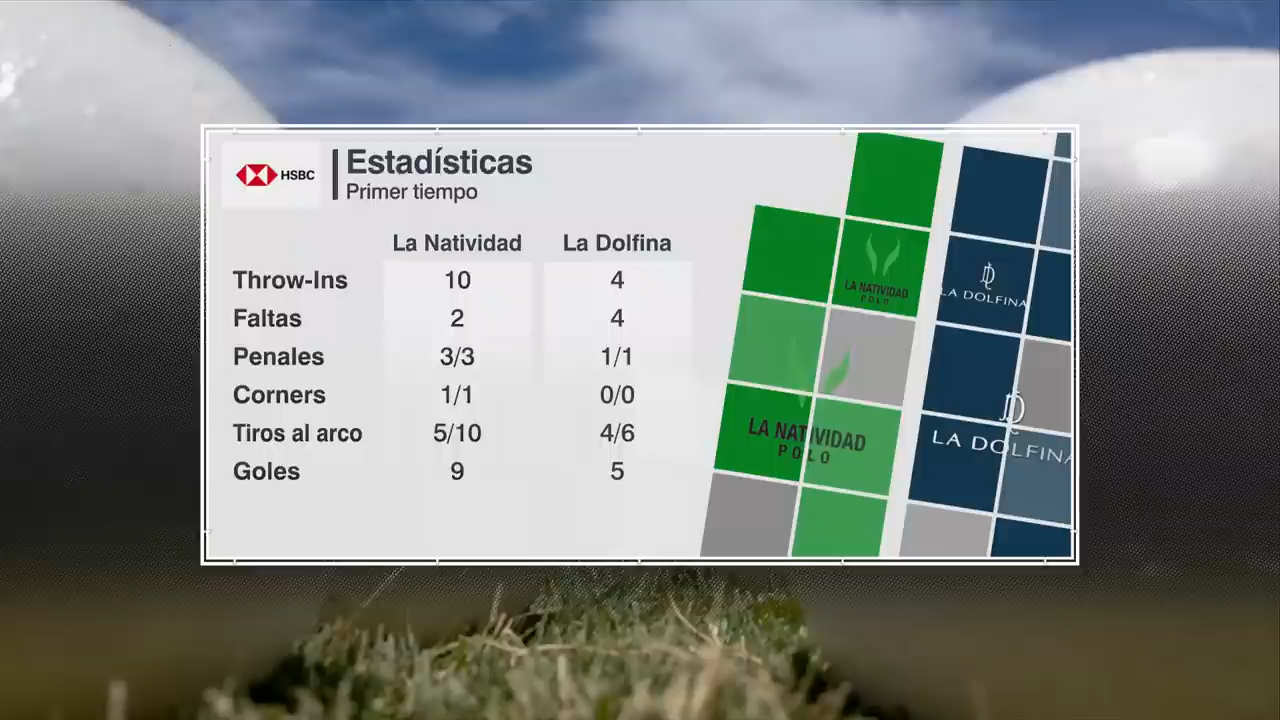 HSBC
Estadísticas
Primer tiempo
La Natividad La Dolfina
Throw-Ins 10 4
Faltas 2 4
Penales 3/3 1/1
Corners 1/1 0/0
Tiros al arco 5/10 4/6
Goles 9 5
LA NATIVIDAD
POLO
LA DOLFINA
LA NATIVIDAD
POLO
LA DOLFINA